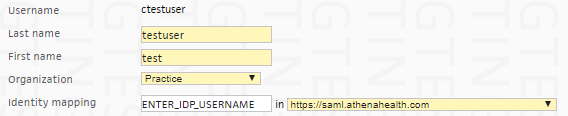 Username ctestuser
Last name testuser
First name test
Organization Practice
Identity mapping ENTER_IDP_USERNAME in https://saml.athenahealth.com